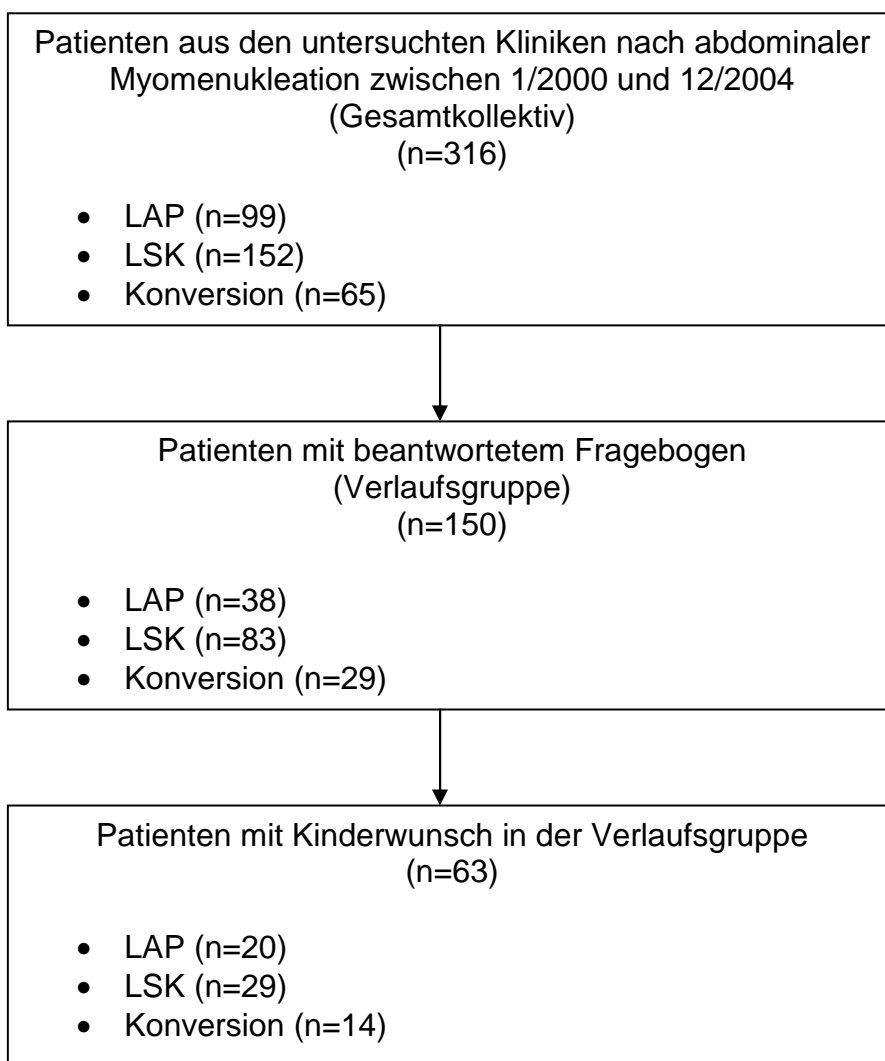 Patienten aus den untersuchten Kliniken nach abdominaler
Myomenukleation zwischen 1/2000 und 12/2004
(Gesamtkollektiv)
(n=316)
• LAP (n=99)
• LSK (n=152)
• Konversion (n=65)
Patienten mit beantwortetem Fragebogen
(Verlaufsgruppe)
(n=150)
• LAP (n=38)
• LSK (n=83)
• Konversion (n=29)
Patienten mit Kinderwunsch in der Verlaufsgruppe
(n=63)
• LAP (n=20)
• LSK (n=29)
• Konversion (n=14)